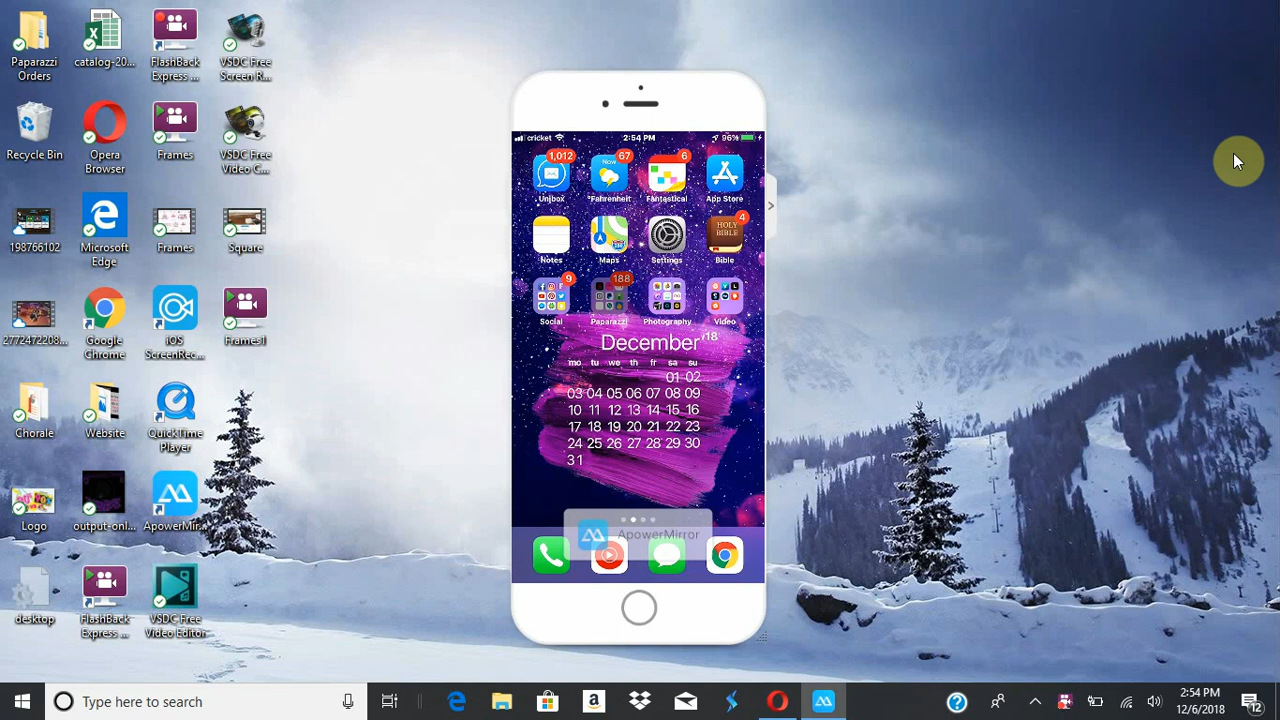 Paparazzi
Orders
catalog-20...
FlashBack
Express ...
VSDC Free
Screen R...
Recycle Bin
Opera
Browser
Frames
VSDC Free
Video C...
198766102
Microsoft
Edge
Frames
Square
2772472208...
Google
Chrome
iOS
ScreenRec...
Frames1
Chorale
Website
QuickTime
Player
Logo
output-onl...
ApowerMir...
desktop
FlashBack
Express ...
VSDC Free
Video Editor
cricket
2:54 PM
96%
1,012
67
6
Now
Unibox
°Fahrenheit
Fantastical
App Store
4
HOLY
BIBLE
Notes
Maps
Settings
Bible
9
188
Social
Paparazzi
Photography
Video
December '18
mo tu we th fr sa su
01 02
03 04 05 06 07 08 09
10 11 12 13 14 15 16
17 18 19 20 21 22 23
24 25 26 27 28 29 30
31
ApowerMirror
Type here to search
2:54 PM
12/6/2018
12